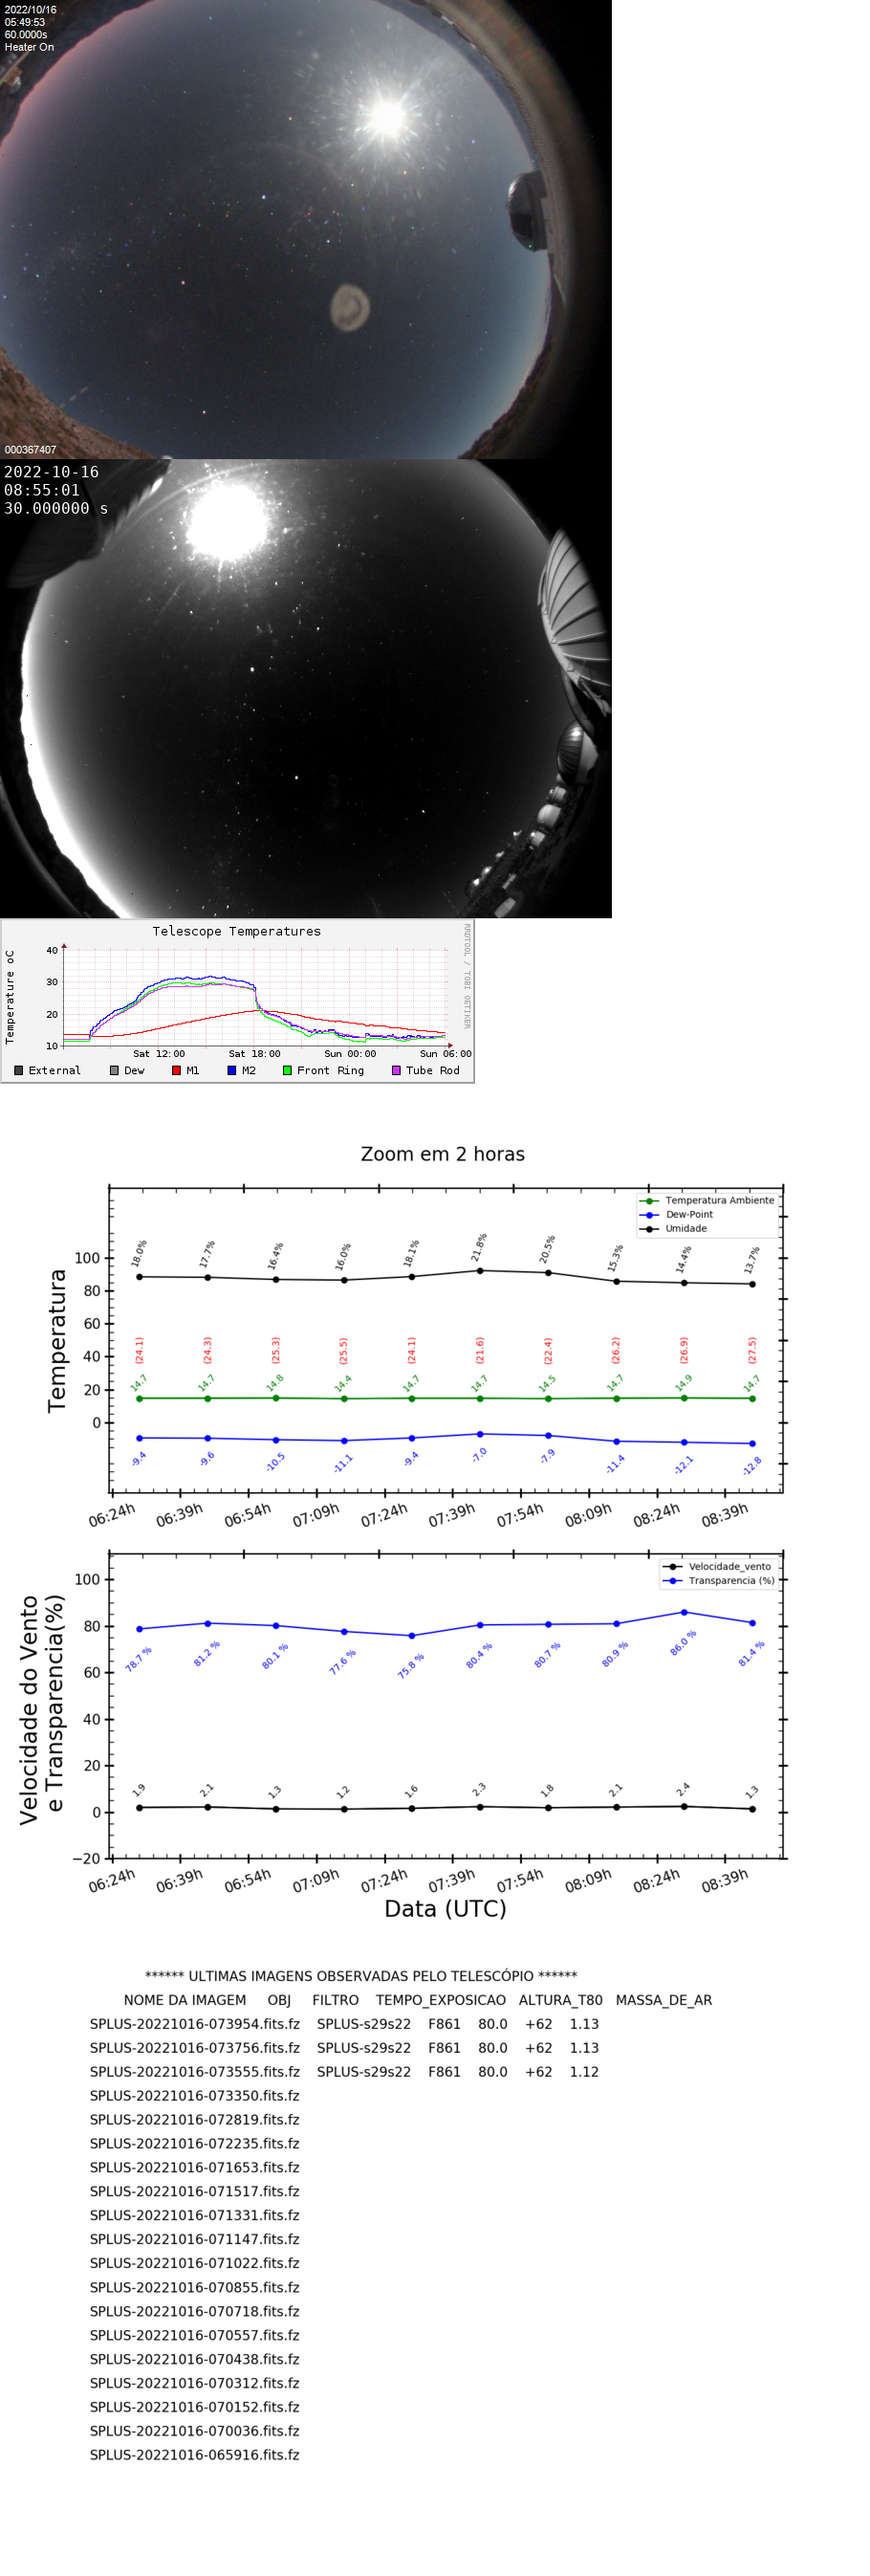 2022/10/16
05:49:53
60.0000s
Heater On
000367407
2022-10-16
08:55:01
30.000000 s
Telescope Temperatures
RRDTOOL / TOBI OETIKER
Temperature oC
40
30
20
10
Sat 12:00 Sat 18:00 Sun 00:00 Sun 06:00
External Dew M1 M2 Front Ring Tube Rod
Zoom em 2 horas
Temperatura Ambiente
Dew-Point
Umidade
Temperatura
100
80
60
40
20
0
18.0% 17.7% 16.4% 16.0% 18.1% 21.8% 20.5% 15.3% 14.4% 13.7%
(24.1) (24.3) (25.3) (25.5) (24.1) (21.6) (22.4) (26.2) (26.9) (27.5)
14.7 14.7 14.8 14.4 14.7 14.7 14.5 14.7 14.9 14.7
-9.4 -9.6 -10.5 -11.1 -9.4 -7.0 -7.9 -11.4 -12.1 -12.8
06:24h 06:39h 06:54h 07:09h 07:24h 07:39h 07:54h 08:09h 08:24h 08:39h
Velocidade_vento
Transparencia (%)
Velocidade do Vento
e Transparencia(%)
100
80
60
40
20
0
−20
78.7 % 81.2 % 80.1 % 77.6 % 75.8 % 80.4 % 80.7 % 80.9 % 86.0 % 81.4 %
1.9 2.1 1.3 1.2 1.6 2.3 1.8 2.1 2.4 1.3
06:24h 06:39h 06:54h 07:09h 07:24h 07:39h 07:54h 08:09h 08:24h 08:39h
Data (UTC)
****** ULTIMAS IMAGENS OBSERVADAS PELO TELESCÓPIO ******
NOME DA IMAGEM OBJ FILTRO TEMPO_EXPOSICAO ALTURA_T80 MASSA_DE_AR
SPLUS-20221016-073954.fits.fz SPLUS-s29s22 F861 80.0 +62 1.13
SPLUS-20221016-073756.fits.fz SPLUS-s29s22 F861 80.0 +62 1.13
SPLUS-20221016-073555.fits.fz SPLUS-s29s22 F861 80.0 +62 1.12
SPLUS-20221016-073350.fits.fz
SPLUS-20221016-072819.fits.fz
SPLUS-20221016-072235.fits.fz
SPLUS-20221016-071653.fits.fz
SPLUS-20221016-071517.fits.fz
SPLUS-20221016-071331.fits.fz
SPLUS-20221016-071147.fits.fz
SPLUS-20221016-071022.fits.fz
SPLUS-20221016-070855.fits.fz
SPLUS-20221016-070718.fits.fz
SPLUS-20221016-070557.fits.fz
SPLUS-20221016-070438.fits.fz
SPLUS-20221016-070312.fits.fz
SPLUS-20221016-070152.fits.fz
SPLUS-20221016-070036.fits.fz
SPLUS-20221016-065916.fits.fz